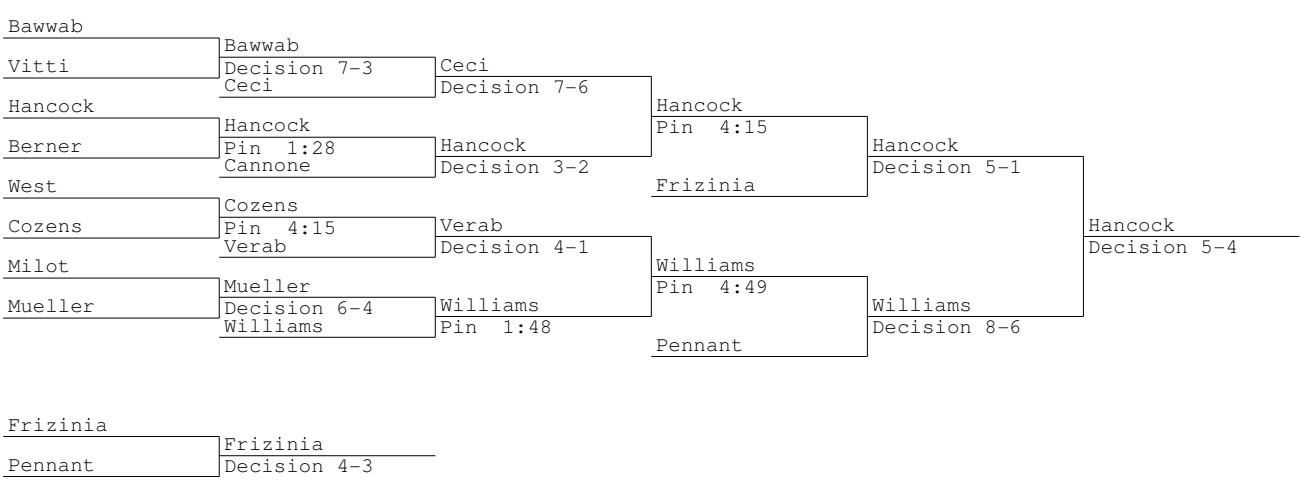 Bawwab
Bawwab
Vitti
Decision 7-3
Ceci
Ceci
Decision 7-6
Hancock
Hancock
Hancock
Pin 4:15
Berner
Pin 1:28
Hancock
Hancock
Cannone
Decision 3-2
Decision 5-1
West
Frizinia
Cozens
Cozens
Pin 4:15
Verab
Hancock
Verab
Decision 4-1
Decision 5-4
Milot
Williams
Mueller
Pin 4:49
Mueller
Decision 6-4
Williams
Williams
Williams
Pin 1:48
Decision 8-6
Pennant
Frizinia
Frizinia
Pennant
Decision 4-3